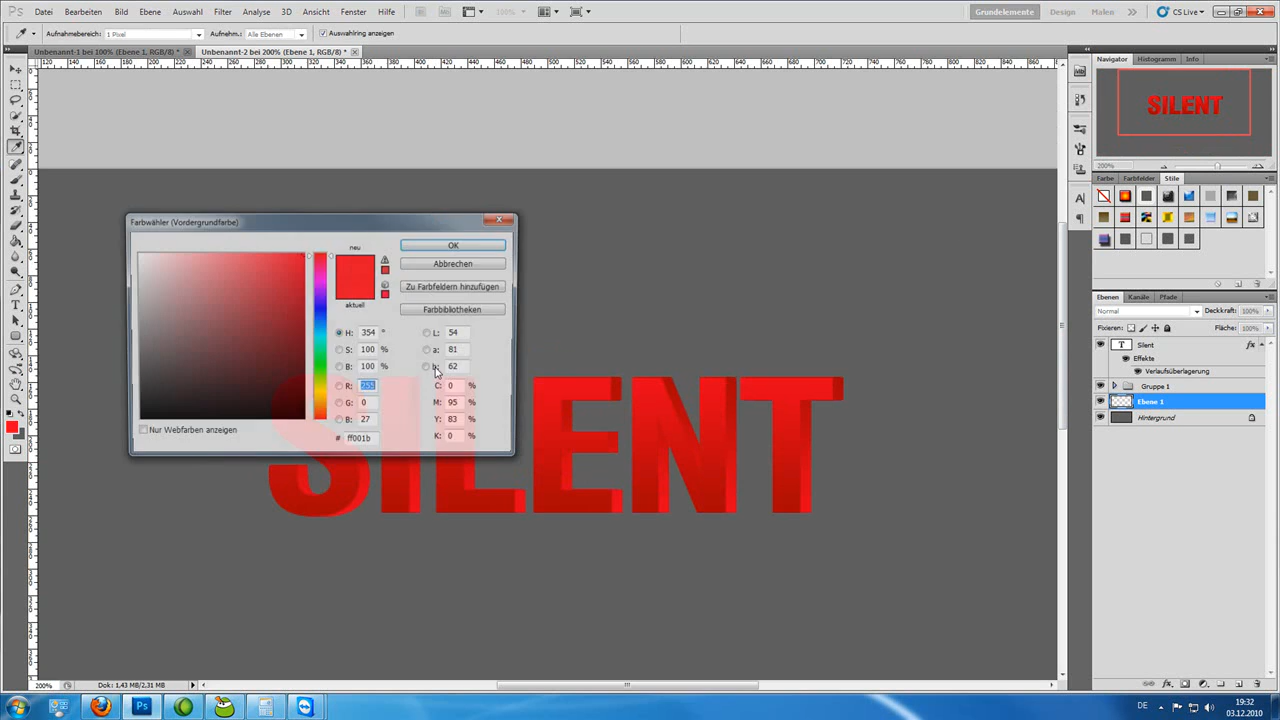 Ps Datei Bearbeiten Bild Ebene Auswahl Filter Analyse 3D Ansicht Fenster Hilfe 100% Grundelemente Design Malen CS Live
Aufnahmebereich: 1 Pixel Aufnehm.: Alle Ebenen Auswahlring anzeigen
Unbenannt-1 bei 100% (Ebene 1, RGB/8) * Unbenannt-2 bei 200% (Ebene 1, RGB/8) *
Navigator Histogramm Info
SILENT
200%
Farbe Farbfelder Stile
Farbwähler (Vordergrundfarbe)
neu
aktuell
OK
Abbrechen
Zu Farbfeldern hinzufügen
Farbbibliotheken
H: 354 ° L: 54
S: 100 % a: 81
B: 100 % b: 62
R: 255 C: 0 %
G: 0 M: 95 %
B: 27 Y: 83 %
# ff001b K: 0 %
Nur Webfarben anzeigen
SILENT
Ebenen Kanäle Pfade
Normal Deckkraft: 100%
Fixieren: Fläche: 100%
T Silent fx
Effekte
Verlaufsüberlagerung
Gruppe 1
Ebene 1
Hintergrund
200% Dok: 1,43 MB/2,31 MB
DE 19:32
03.12.2010